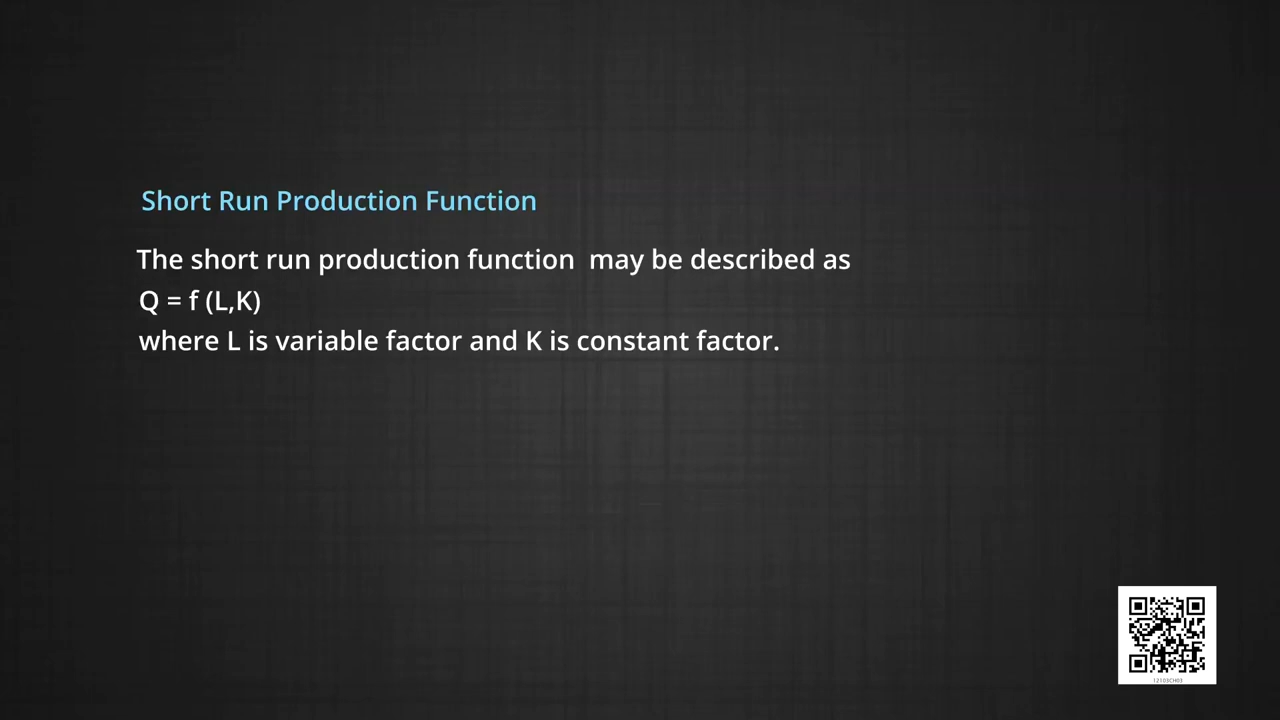 Short Run Production Function
The short run production function may be described as
Q = f (L,K)
where L is variable factor and K is constant factor.
12103CH03